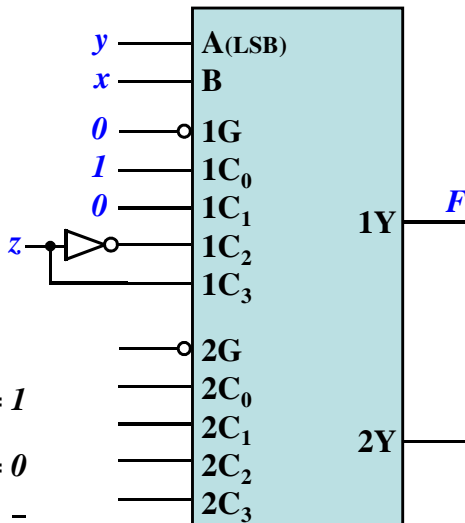 y A(LSB)
x B
0 1G
1 1C₀
0 1C₁
1Y F
z 1C₂
1C₃
2G
2C₀
= 1
2C₁
2Y
2C₂
= 0
2C₃